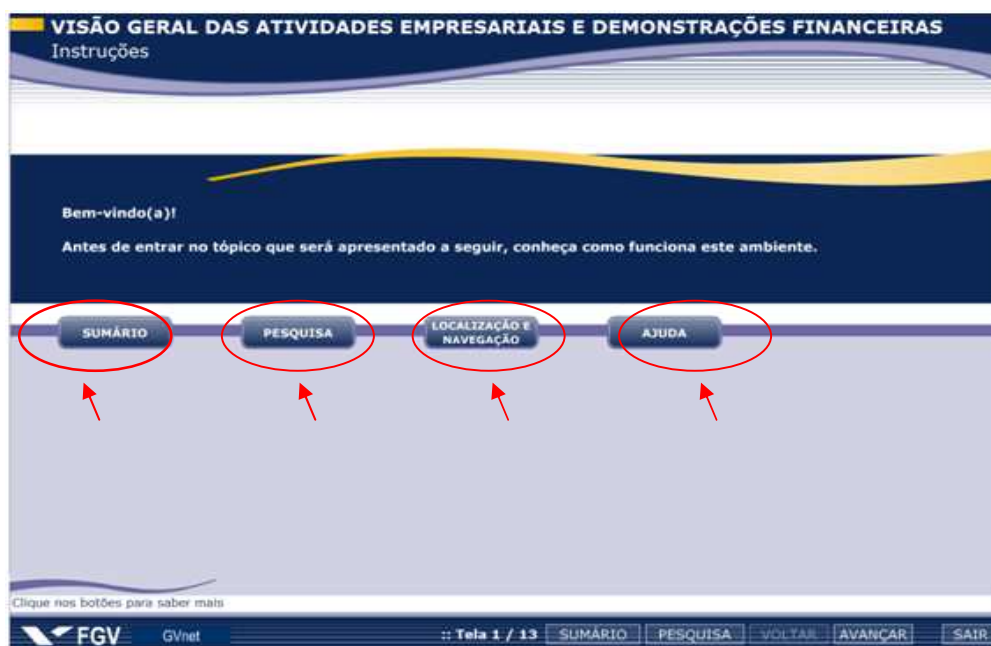 VISÃO GERAL DAS ATIVIDADES EMPRESARIAIS E DEMONSTRAÇÕES FINANCEIRAS
Instruções
Bem-vindo(a)!
Antes de entrar no tópico que será apresentado a seguir, conheça como funciona este ambiente.
SUMÁRIO PESQUISA LOCALIZAÇÃO E NAVEGAÇÃO AJUDA
Clique nos botões para saber mais
FGV GVnet :: Tela 1 / 13 SUMÁRIO PESQUISA VOLTAR AVANÇAR SAIR